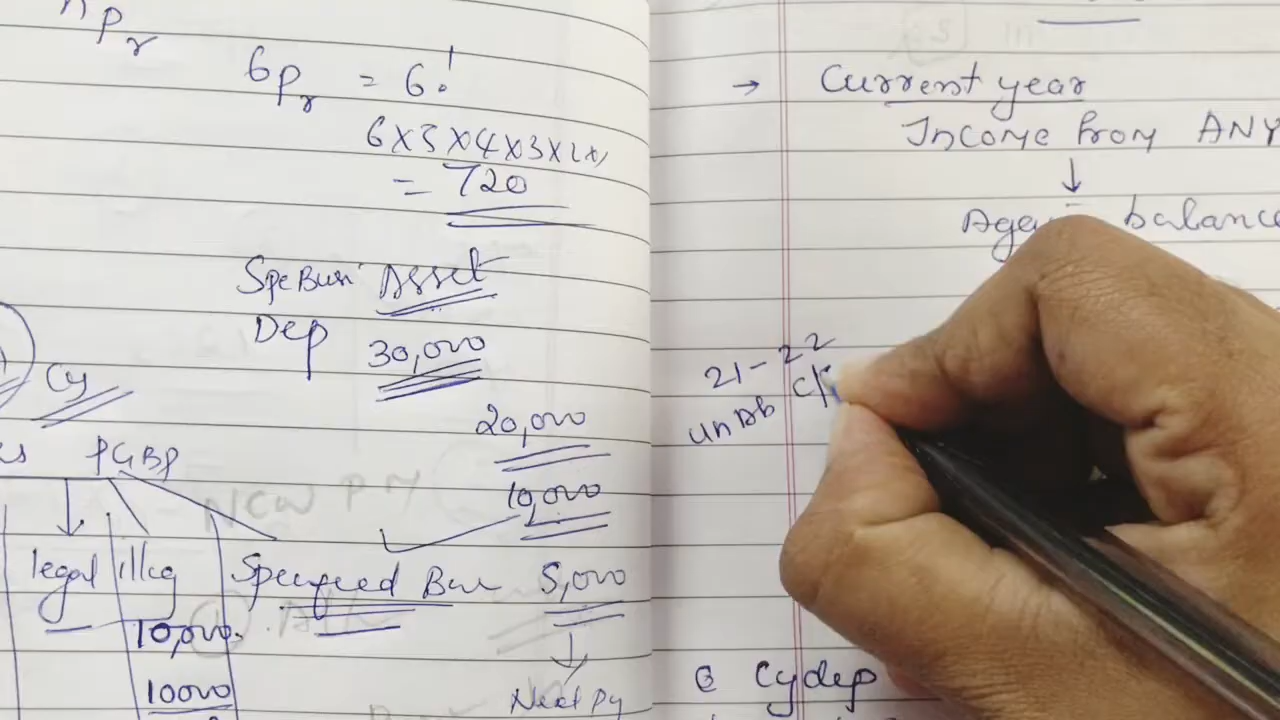 nPr
6Pr = 6!
6×5×4×3×2×1
= 720
Spe Busi Asset
Dep 30,000
Cy
20,000
PGBP
10,000
legal illeg Specified Bus 5,000
10,000
10000
Next Py
→ Current year
Income from ANY
↓
balance
21-22
unAb c/f
Cy dep